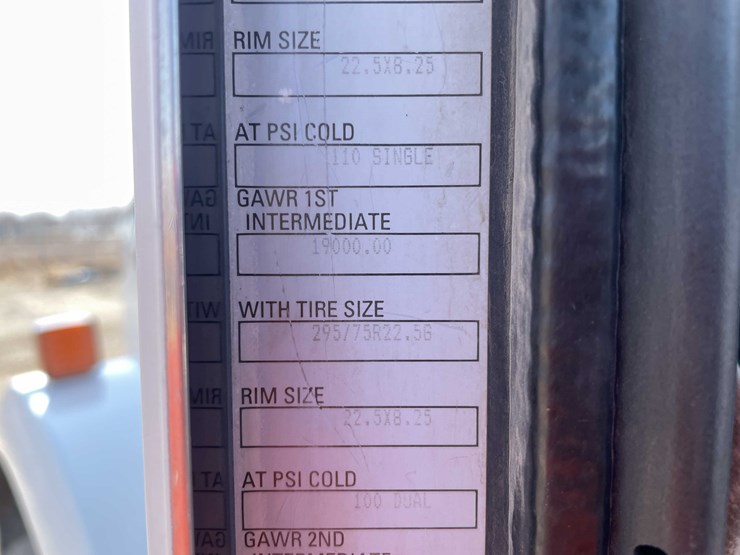 RIM SIZE
22.5X8.25
AT PSI COLD
110 SINGLE
GAWR 1ST
INTERMEDIATE
19000.00
WITH TIRE SIZE
295/75R22.5G
RIM SIZE
22.5X8.25
AT PSI COLD
100 DUAL
GAWR 2ND
INTERMEDIATE